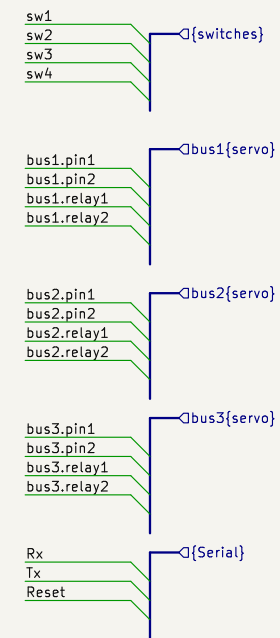 sw1
{switches}
sw2
sw3
sw4
bus1{servo}
bus1.pin1
bus1.pin2
bus1.relay1
bus1.relay2
bus2{servo}
bus2.pin1
bus2.pin2
bus2.relay1
bus2.relay2
bus3{servo}
bus3.pin1
bus3.pin2
bus3.relay1
bus3.relay2
{Serial}
Rx
Tx
Reset